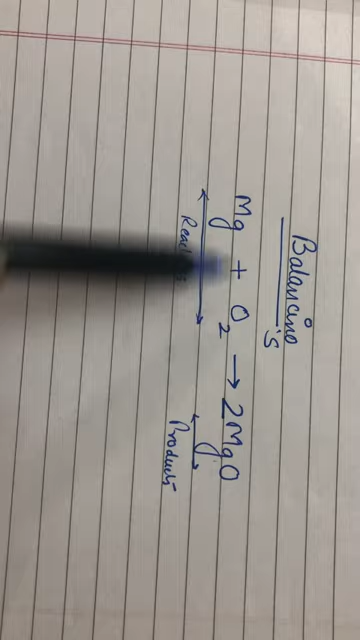 Balancing's
Mg + O₂ → 2MgO
Products